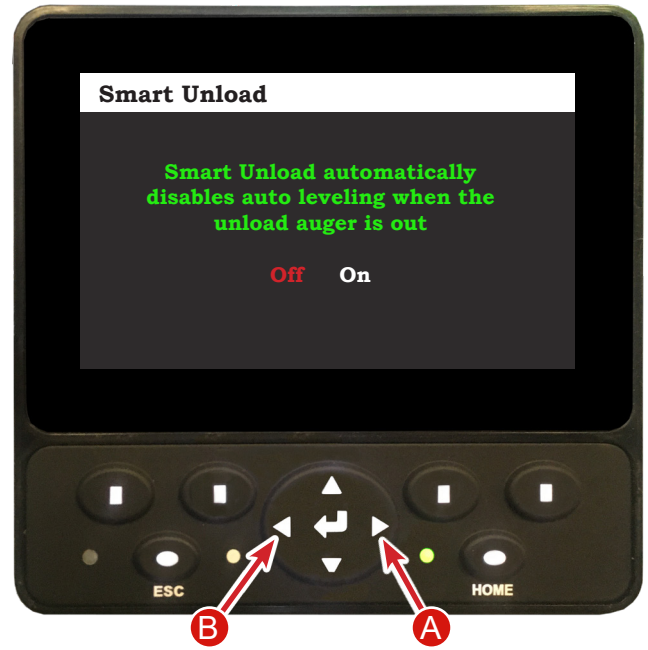 Smart Unload
Smart Unload automatically
disables auto leveling when the
unload auger is out
Off On
ESC
HOME
B
A